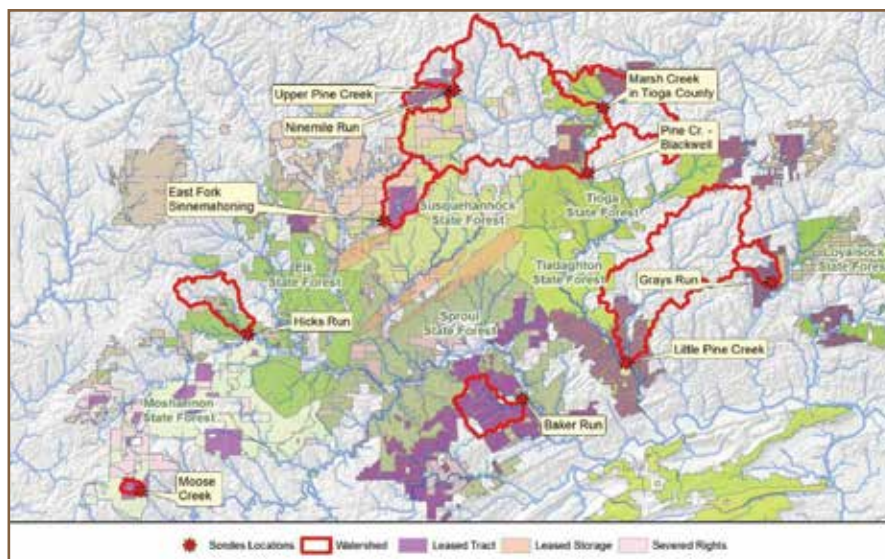 Upper Pine Creek
Ninemile Run
Marsh Creek
in Tioga County
Pine Cr. -
Blackwell
East Fork
Sinnemahoning
Susquehannock
State Forest
Tioga
State Forest
Elk
State Forest
Tiadaghton
State Forest
Grays Run
Loyalsock
State Forest
Hicks Run
Sproul
State Forest
Little Pine Creek
Moshannon
State Forest
Baker Run
Moose
Creek
Sondes Locations
Watershed
Leased Tract
Leased Storage
Severed Rights